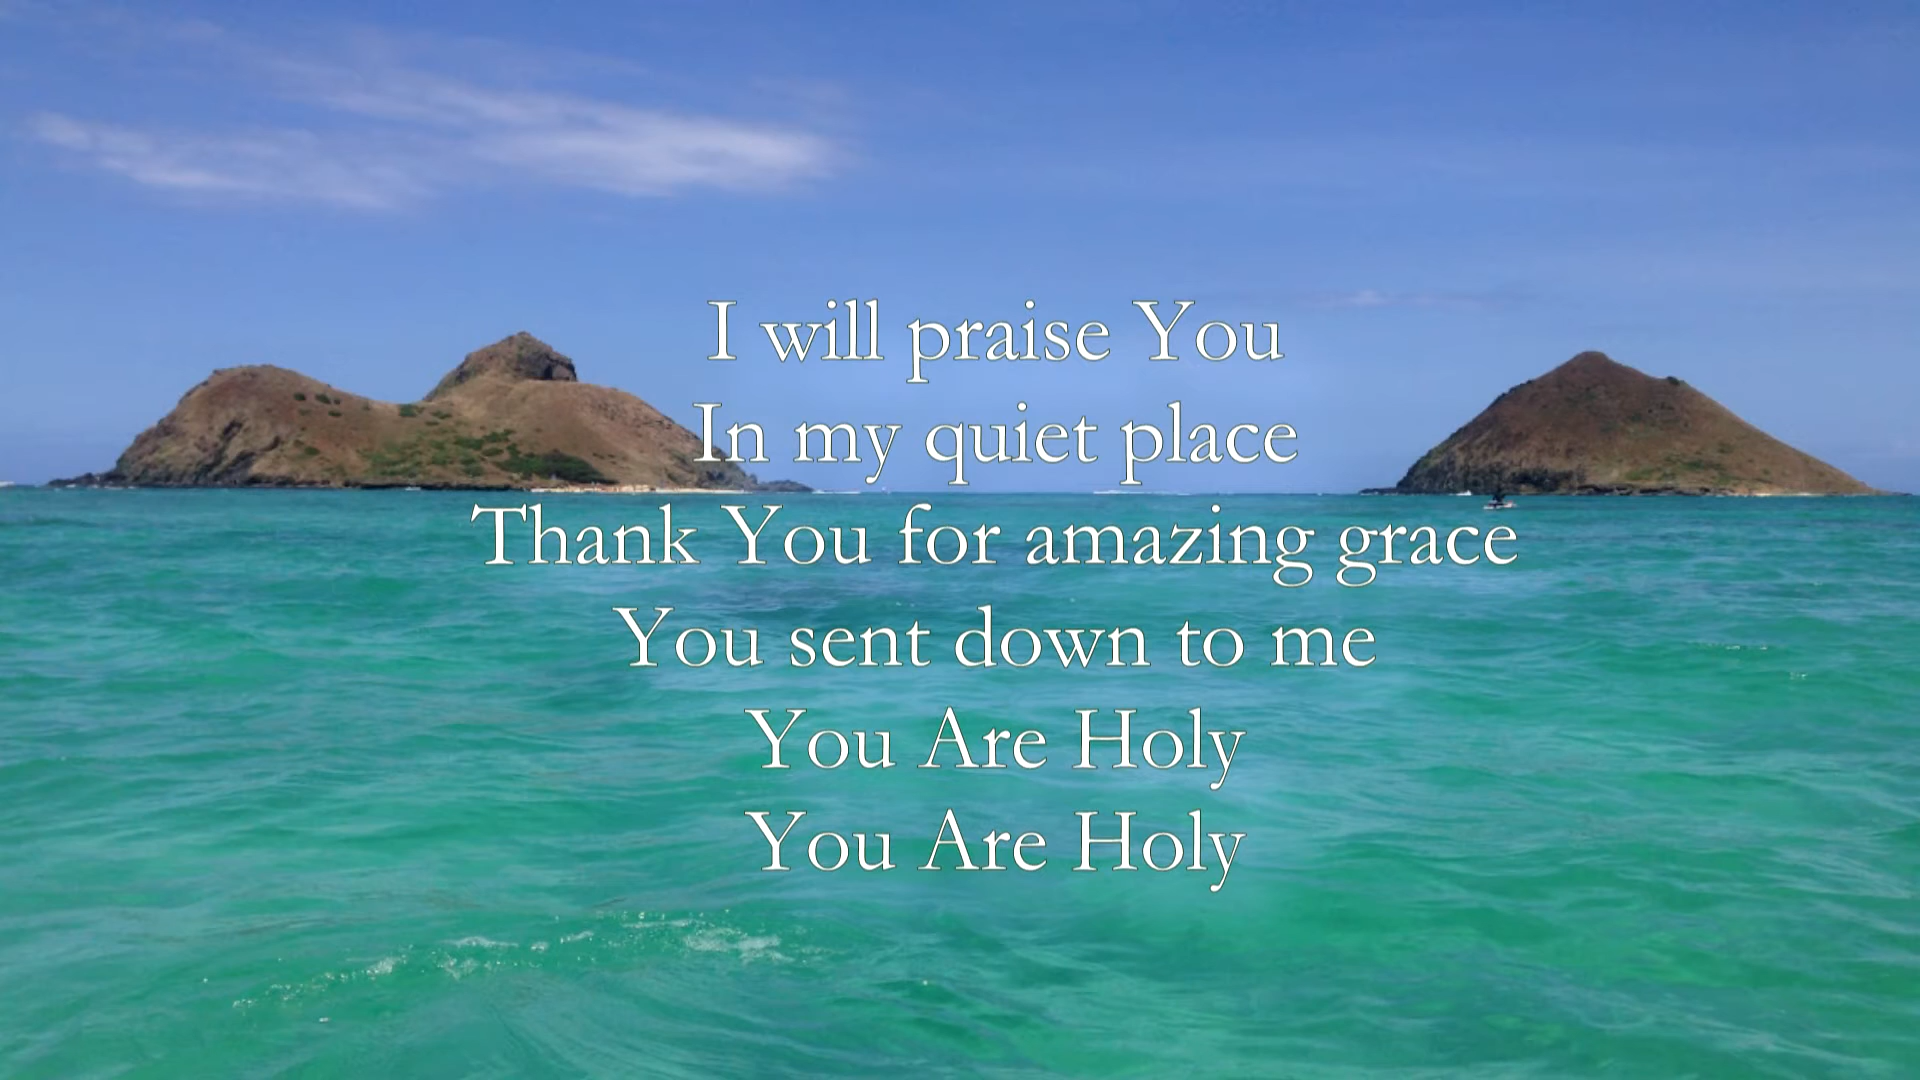 I will praise You
In my quiet place
Thank You for amazing grace
You sent down to me
You Are Holy
You Are Holy